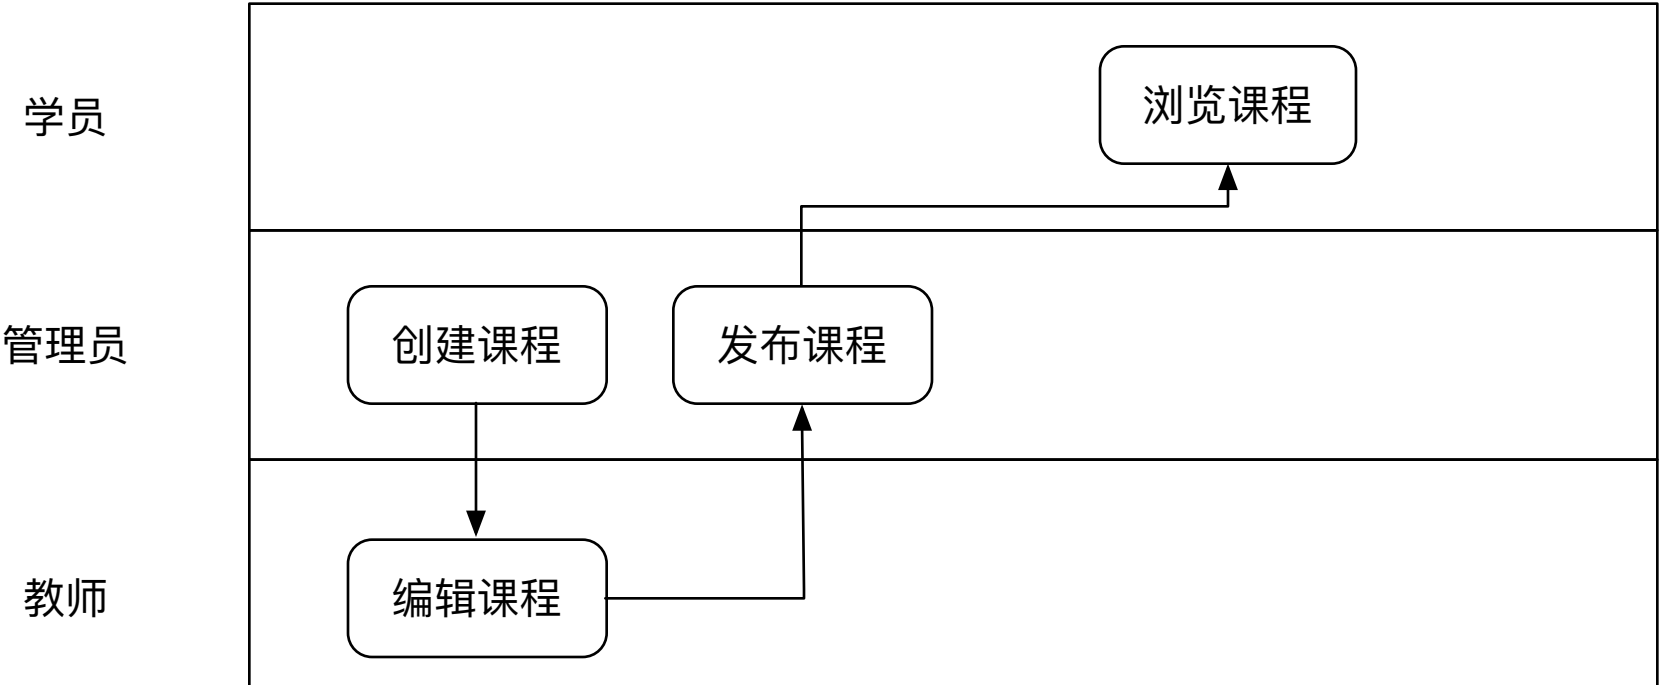 学员
浏览课程
管理员
创建课程
发布课程
教师
编辑课程